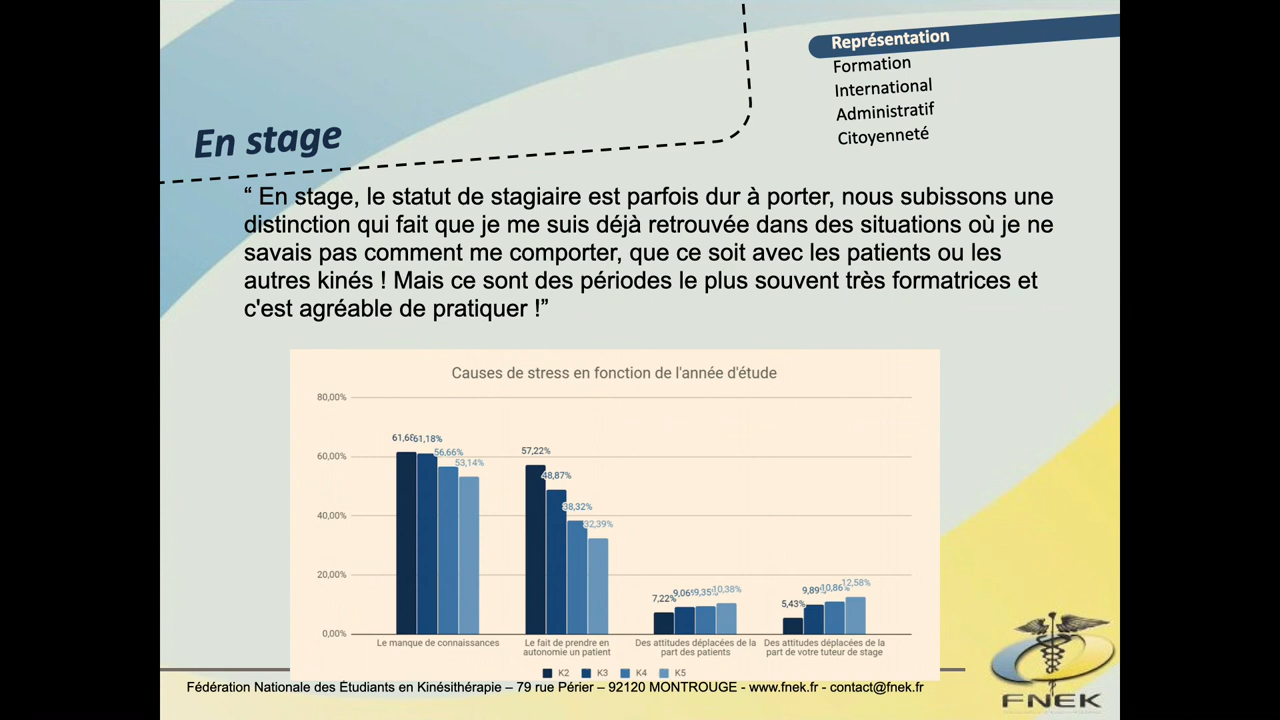 Représentation
Formation
International
Administratif
Citoyenneté
En stage
“ En stage, le statut de stagiaire est parfois dur à porter, nous subissons une
distinction qui fait que je me suis déjà retrouvée dans des situations où je ne
savais pas comment me comporter, que ce soit avec les patients ou les
autres kinés ! Mais ce sont des périodes le plus souvent très formatrices et
c'est agréable de pratiquer !”
Causes de stress en fonction de l'année d'étude
80,00%
60,00%
40,00%
20,00%
0,00%
61,18%
56,66%
53,14%
57,22%
48,87%
38,32%
32,39%
7,22%
9,06%
9,35%
10,38%
5,43%
9,89%
10,86%
12,58%
Le manque de connaissances
Le fait de prendre en
autonomie un patient
Des attitudes déplacées de la
part des patients
Des attitudes déplacées de la
part de votre tuteur de stage
K2 K3 K4 K5
Fédération Nationale des Étudiants en Kinésithérapie – 79 rue Périer – 92120 MONTROUGE - www.fnek.fr - contact@fnek.fr
FNEK